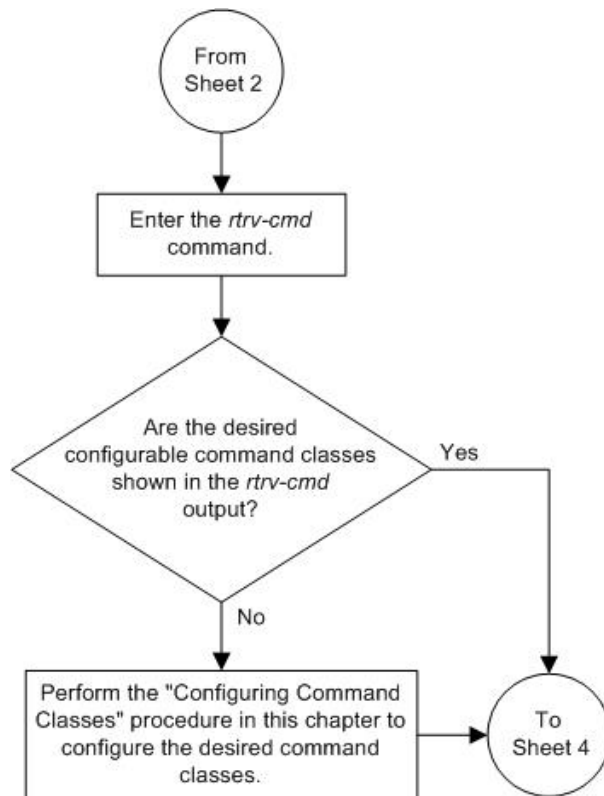 From
Sheet 2
Enter the rtrv-cmd
command.
Are the desired
configurable command classes
shown in the rtrv-cmd
output?
Yes
No
Perform the "Configuring Command
Classes" procedure in this chapter to
configure the desired command
classes.
To
Sheet 4